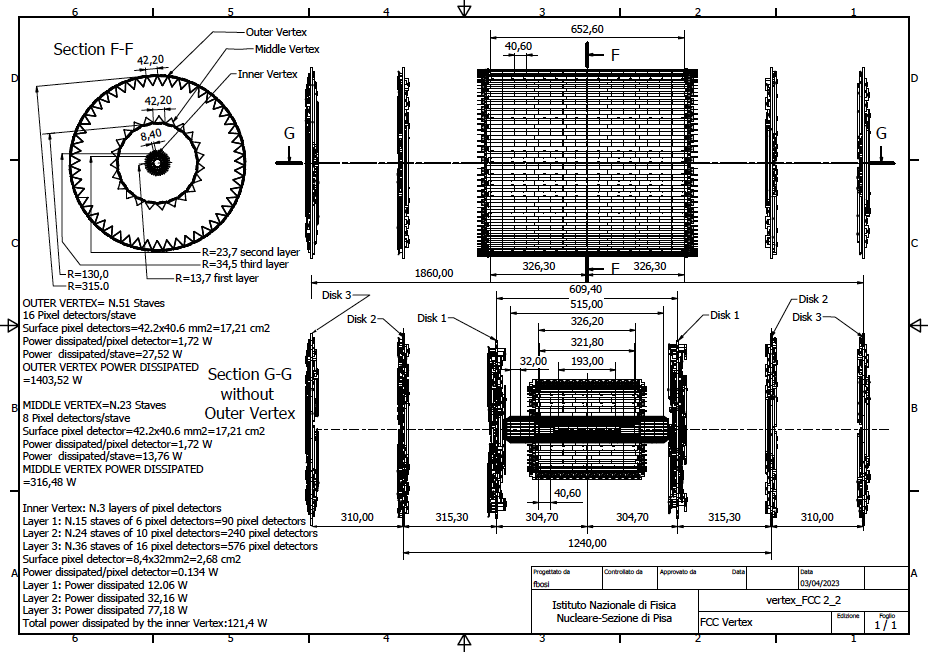 6 5 4 3 2 1
Section F-F
Outer Vertex
Middle Vertex
Inner Vertex
42,20
42,20
8,40
R=23,7 second layer
R=34,5 third layer
R=13,7 first layer
R=130,0
R=315.0
652,60
40,60
F
G
G
F
326,30
326,30
1860,00
D
D
C
C
B
B
A
A
OUTER VERTEX= N.51 Staves
16 Pixel detectors/stave
Surface pixel detectors=42.2x40.6 mm2=17,21 cm2
Power dissipated/pixel detector=1,72 W
Power dissipated/stave=27,52 W
OUTER VERTEX POWER DISSIPATED
=1403,52 W
MIDDLE VERTEX=N.23 Staves
8 Pixel detectors/stave
Surface pixel detector=42.2x40.6 mm2=17,21 cm2
Power dissipated/pixel detector=1,72 W
Power dissipated/stave=13,76 W
MIDDLE VERTEX POWER DISSIPATED
=316,48 W
Inner Vertex: N.3 layers of pixel detectors
Layer 1: N.15 staves of 6 pixel detectors=90 pixel detectors
Layer 2: N.24 staves of 10 pixel detectors=240 pixel detectors
Layer 3: N.36 staves of 16 pixel detectors=576 pixel detectors
Surface pixel detector=8,4x32mm2=2,68 cm2
Power dissipated/pixel detector=0.134 W
Layer 1: Power dissipated 12.06 W
Layer 2: Power dissipated 32,16 W
Layer 3: Power dissipated 77,18 W
Total power dissipated by the inner Vertex:121,4 W
Section G-G
without
Outer Vertex
Disk 3
Disk 2
Disk 1
Disk 1
Disk 2
Disk 3
609,40
515,00
326,20
321,80
32,00
193,00
40,60
310,00
315,30
304,70
304,70
315,30
310,00
1240,00
Progettato da
fbosi
Controllato da
Approvato da
Data
Data
03/04/2023
Istituto Nazionale di Fisica
Nucleare-Sezione di Pisa
vertex_FCC 2_2
FCC Vertex
Edizione
Foglio
1 / 1
6 5 4 3 2 1